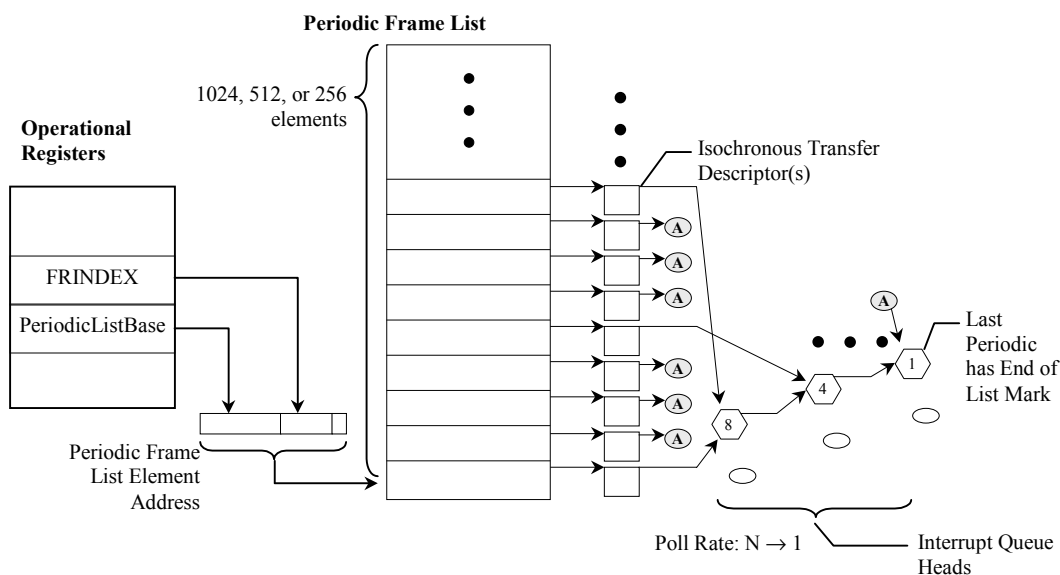 Periodic Frame List
1024, 512, or 256
elements
Operational
Registers
Isochronous Transfer
Descriptor(s)
A
A
A
FRINDEX
PeriodicListBase
A
Last
Periodic
has End of
List Mark
1
4
A
A
A
8
Periodic Frame
List Element
Address
Poll Rate: N → 1
Interrupt Queue
Heads